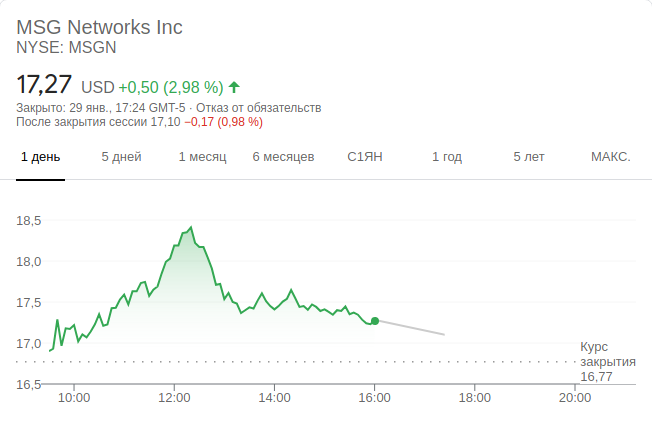 MSG Networks Inc
NYSE: MSGN
17,27 USD +0,50 (2,98 %)
Закрыто: 29 янв., 17:24 GMT-5 · Отказ от обязательств
После закрытия сессии 17,10 −0,17 (0,98 %)
1 день 5 дней 1 месяц 6 месяцев С1ЯН 1 год 5 лет МАКС.
18,5
18,0
17,5
17,0
Курс
закрытия
16,77
16,5
10:00 12:00 14:00 16:00 18:00 20:00